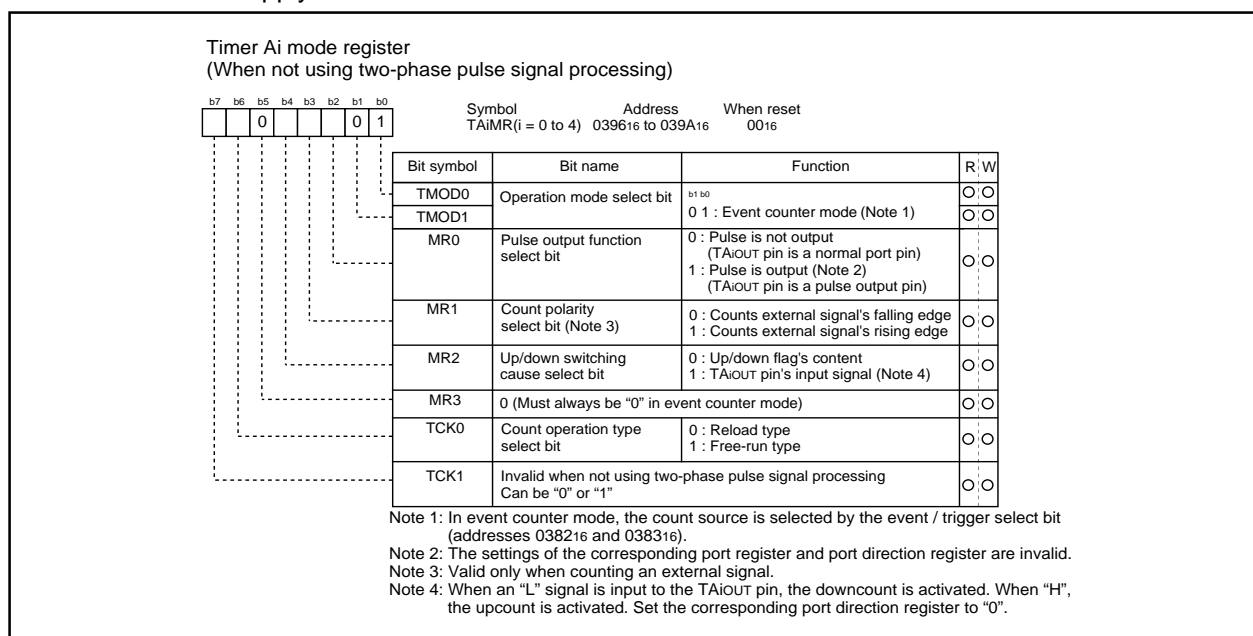 Timer Ai mode register
(When not using two-phase pulse signal processing)
b7 b6 b5 b4 b3 b2 b1 b0
0 0 1
Symbol Address When reset
TAiMR(i = 0 to 4) 039616 to 039A16 0016
Bit symbol Bit name Function R W
TMOD0 Operation mode select bit b1 b0
TMOD1 0 1 : Event counter mode (Note 1)
MR0 Pulse output function 0 : Pulse is not output
select bit (TAiOUT pin is a normal port pin)
1 : Pulse is output (Note 2)
(TAiOUT pin is a pulse output pin)
MR1 Count polarity 0 : Counts external signal's falling edge
select bit (Note 3) 1 : Counts external signal's rising edge
MR2 Up/down switching 0 : Up/down flag's content
cause select bit 1 : TAiOUT pin's input signal (Note 4)
MR3 0 (Must always be “0” in event counter mode)
TCK0 Count operation type 0 : Reload type
select bit 1 : Free-run type
TCK1 Invalid when not using two-phase pulse signal processing
Can be “0” or “1”
Note 1: In event counter mode, the count source is selected by the event / trigger select bit
(addresses 038216 and 038316).
Note 2: The settings of the corresponding port register and port direction register are invalid.
Note 3: Valid only when counting an external signal.
Note 4: When an “L” signal is input to the TAiOUT pin, the downcount is activated. When “H”,
the upcount is activated. Set the corresponding port direction register to “0”.